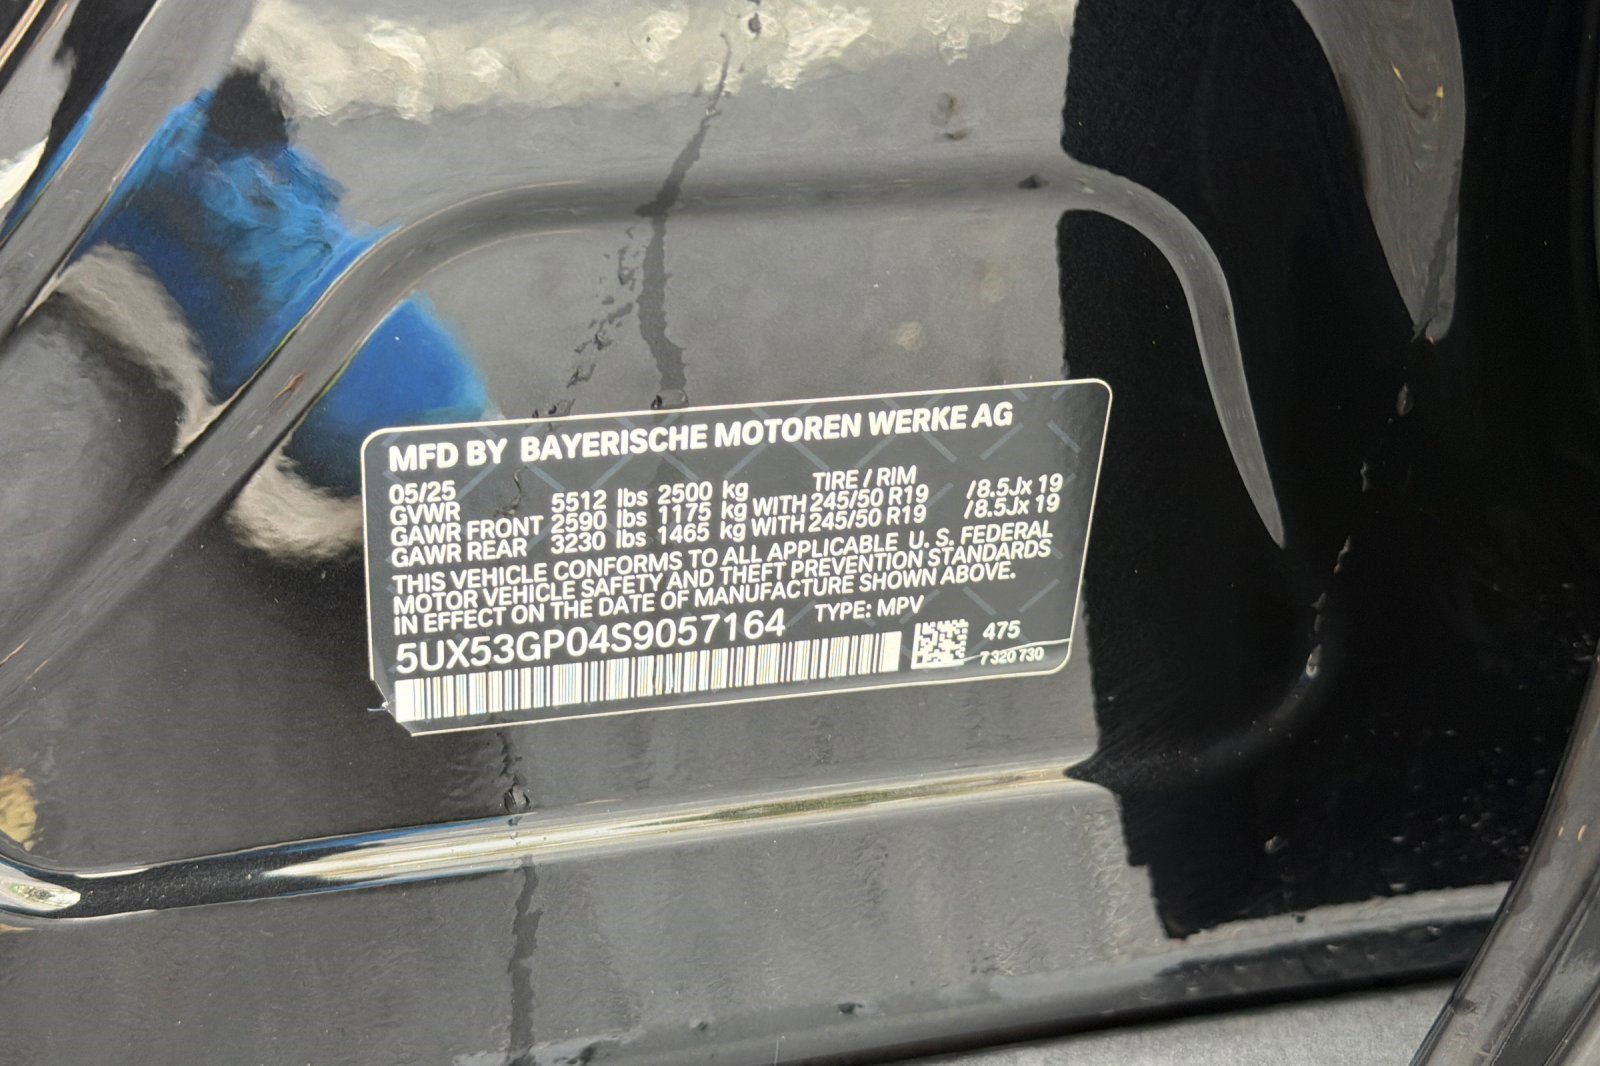 MFD BY BAYERISCHE MOTOREN WERKE AG
05/25 TIRE / RIM
GVWR 5512 lbs 2500 kg
GAWR FRONT 2590 lbs 1175 kg WITH 245/50 R19 /8.5Jx 19
GAWR REAR 3230 lbs 1465 kg WITH 245/50 R19 /8.5Jx 19
THIS VEHICLE CONFORMS TO ALL APPLICABLE U. S. FEDERAL
MOTOR VEHICLE SAFETY AND THEFT PREVENTION STANDARDS
IN EFFECT ON THE DATE OF MANUFACTURE SHOWN ABOVE.
5UX53GP04S9057164 TYPE: MPV
475
7 320 730